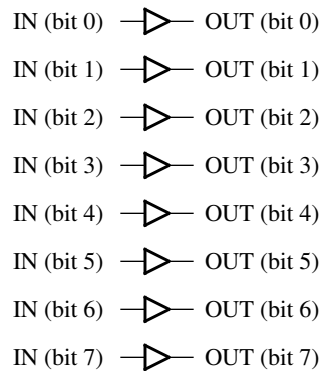 IN (bit 0) OUT (bit 0)
IN (bit 1) OUT (bit 1)
IN (bit 2) OUT (bit 2)
IN (bit 3) OUT (bit 3)
IN (bit 4) OUT (bit 4)
IN (bit 5) OUT (bit 5)
IN (bit 6) OUT (bit 6)
IN (bit 7) OUT (bit 7)